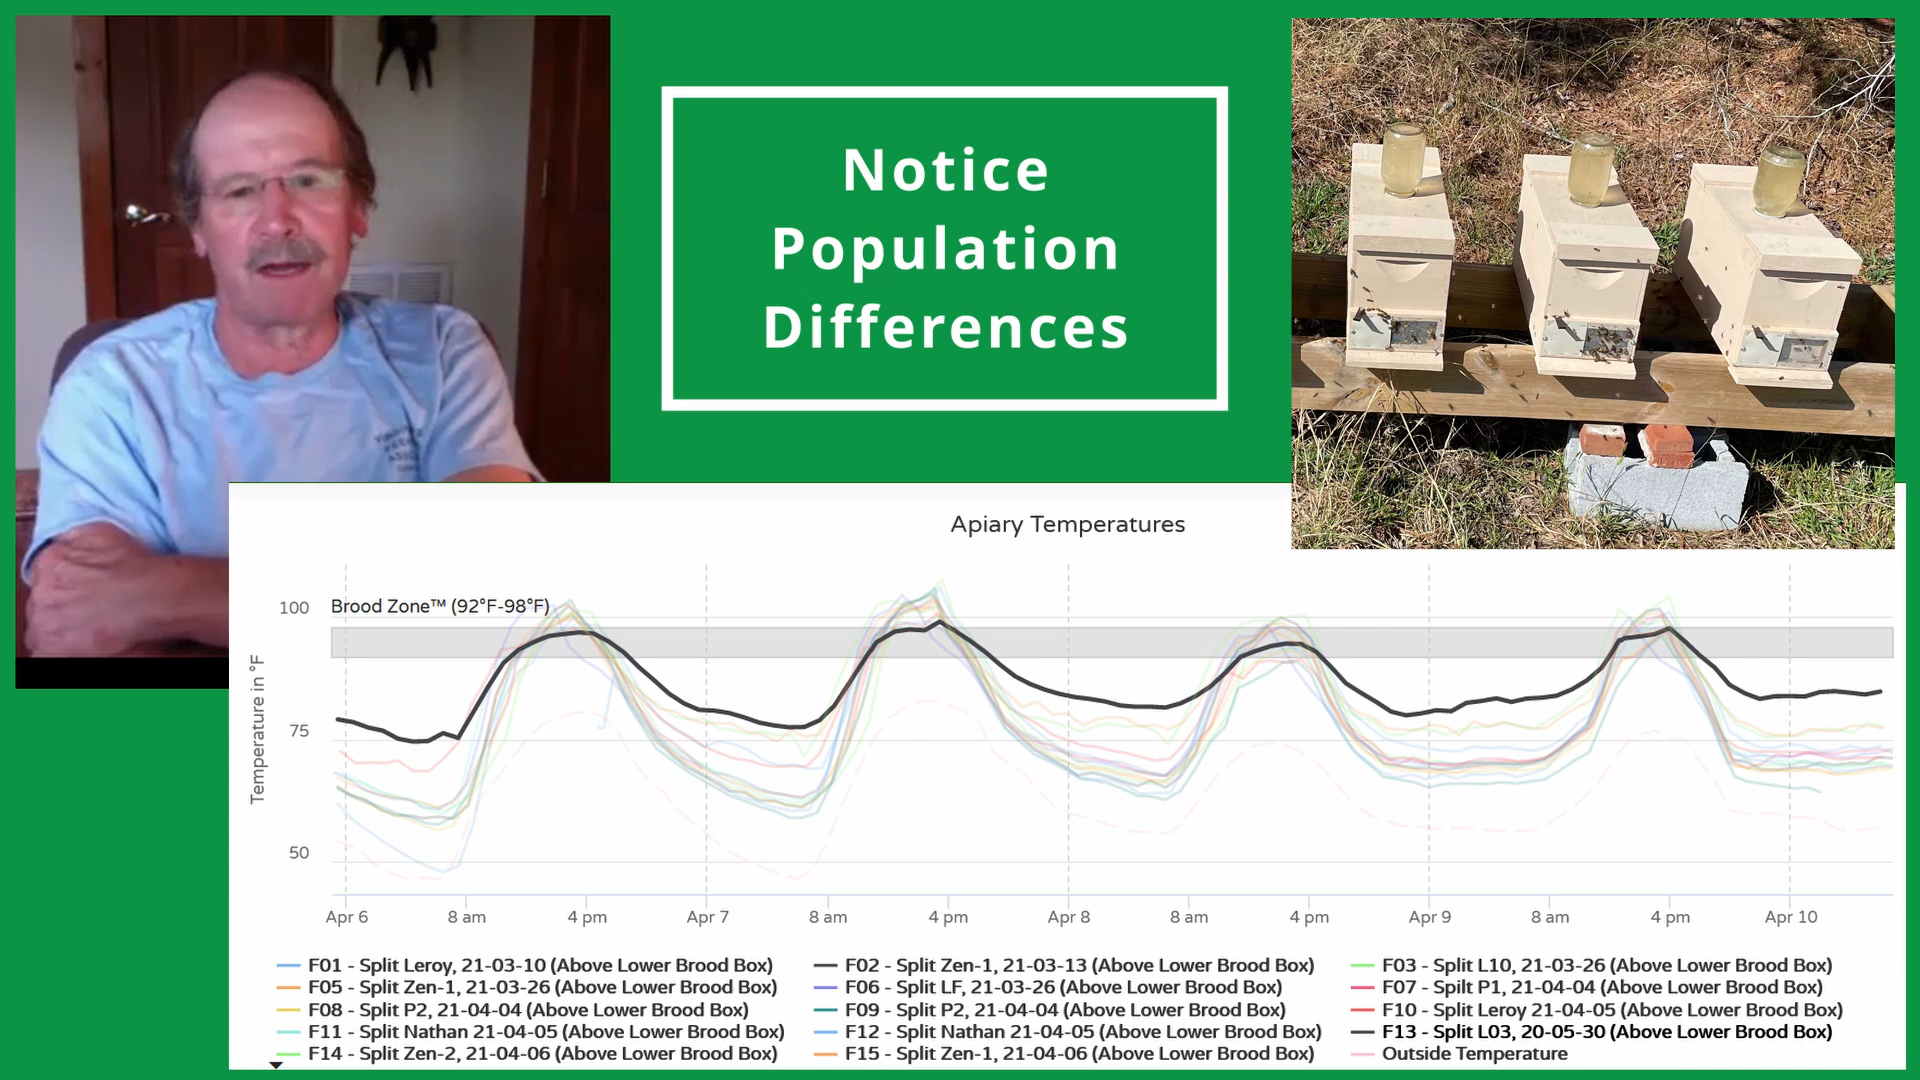 Notice
Population
Differences
Apiary Temperatures
Brood Zone™ (92°F-98°F)
Temperature in °F
100
75
50
Apr 6
8 am
4 pm
Apr 7
8 am
4 pm
Apr 8
8 am
4 pm
Apr 9
8 am
4 pm
Apr 10
F01 - Split Leroy, 21-03-10 (Above Lower Brood Box)
F02 - Split Zen-1, 21-03-13 (Above Lower Brood Box)
F03 - Split L10, 21-03-26 (Above Lower Brood Box)
F05 - Split Zen-1, 21-03-26 (Above Lower Brood Box)
F06 - Split LF, 21-03-26 (Above Lower Brood Box)
F07 - Spilt P1, 21-04-04 (Above Lower Brood Box)
F08 - Split P2, 21-04-04 (Above Lower Brood Box)
F09 - Split P2, 21-04-04 (Above Lower Brood Box)
F10 - Split Leroy 21-04-05 (Above Lower Brood Box)
F11 - Split Nathan 21-04-05 (Above Lower Brood Box)
F12 - Split Nathan 21-04-05 (Above Lower Brood Box)
F13 - Split L03, 20-05-30 (Above Lower Brood Box)
F14 - Split Zen-2, 21-04-06 (Above Lower Brood Box)
F15 - Split Zen-1, 21-04-06 (Above Lower Brood Box)
Outside Temperature